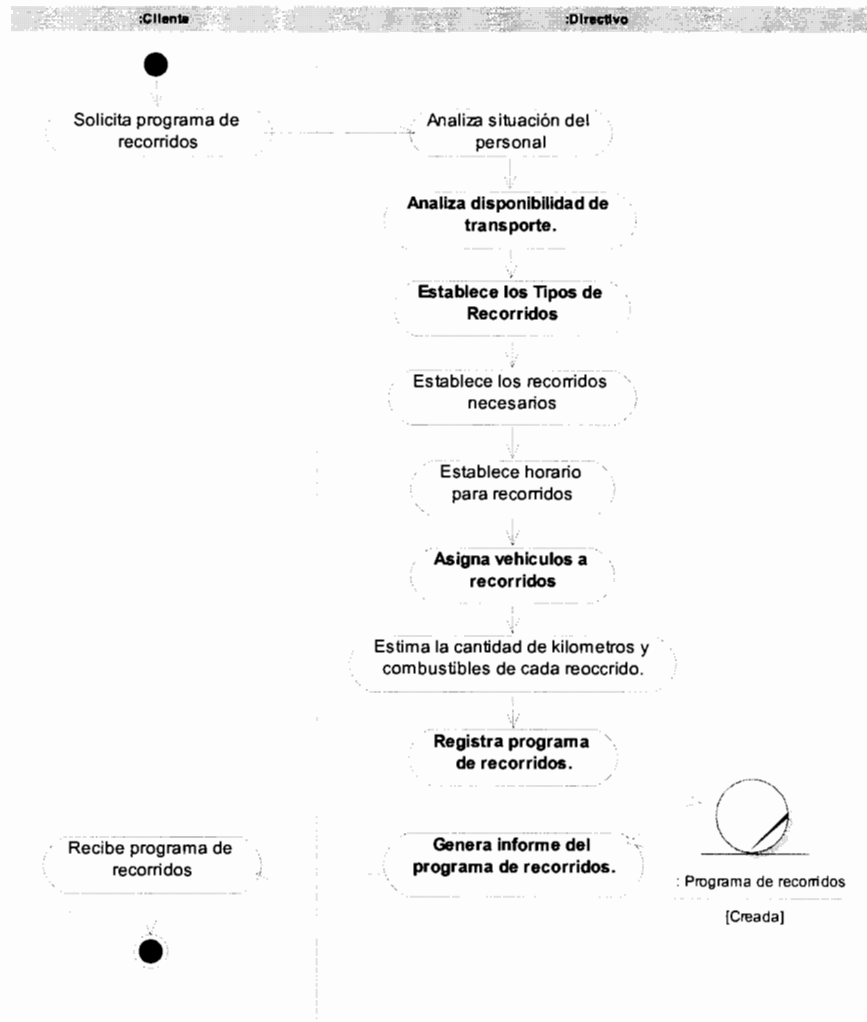 :Cliente
:Directivo
Solicita programa de
recorridos
Analiza situación del
personal
Analiza disponibilidad de
transporte.
Establece los Tipos de
Recorridos
Establece los recorridos
necesarios
Establece horario
para recorridos
Asigna vehiculos a
recorridos
Estima la cantidad de kilometros y
combustibles de cada reoccrido.
Registra programa
de recorridos.
Recibe programa de
recorridos
Genera informe del
programa de recorridos.
: Programa de recorridos
[Creada]